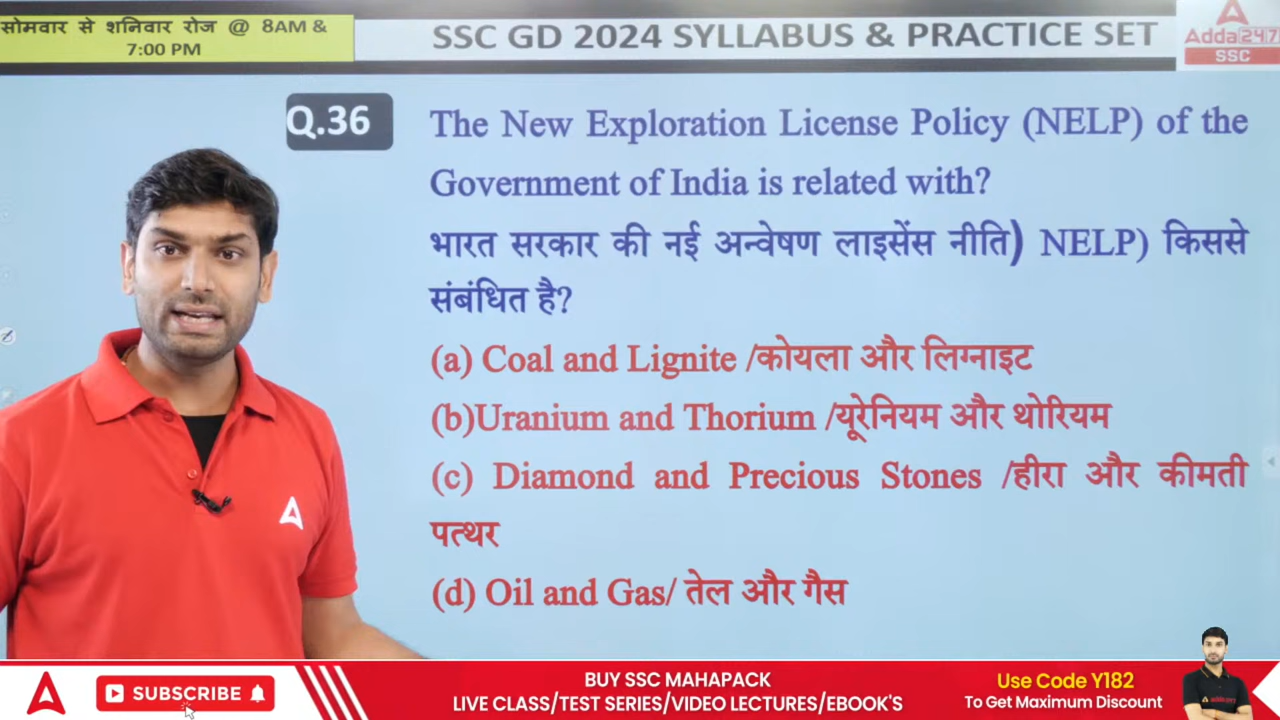 सोमवार से शनिवार रोज @ 8AM &
7:00 PM
SSC GD 2024 SYLLABUS & PRACTICE SET
Adda 247
SSC
Q.36
The New Exploration License Policy (NELP) of the
Government of India is related with?
भारत सरकार की नई अन्वेषण लाइसेंस नीति) NELP) किससे
संबंधित है?
(a) Coal and Lignite /कोयला और लिग्नाइट
(b)Uranium and Thorium /यूरेनियम और थोरियम
(c) Diamond and Precious Stones /हीरा और कीमती
पत्थर
(d) Oil and Gas/ तेल और गैस
SUBSCRIBE
BUY SSC MAHAPACK
LIVE CLASS/TEST SERIES/VIDEO LECTURES/EBOOK'S
Use Code Y182
To Get Maximum Discount